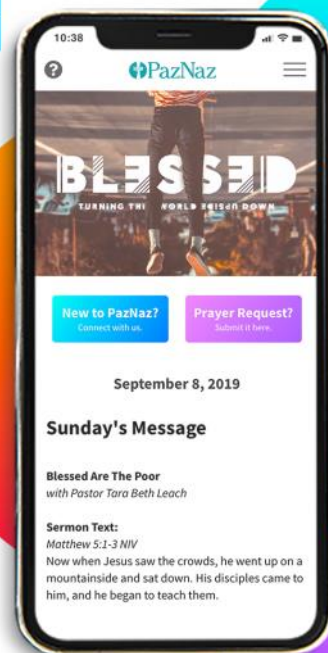 10:38
PazNaz
BLESSED
TURNING THE WORLD UPSIDE DOWN
New to PazNaz?
Connect with us.
Prayer Request?
Submit it here.
September 8, 2019
Sunday's Message
Blessed Are The Poor
with Pastor Tara Beth Leach
Sermon Text:
Matthew 5:1-3 NIV
Now when Jesus saw the crowds, he went up on a
mountainside and sat down. His disciples came to
him, and he began to teach them.